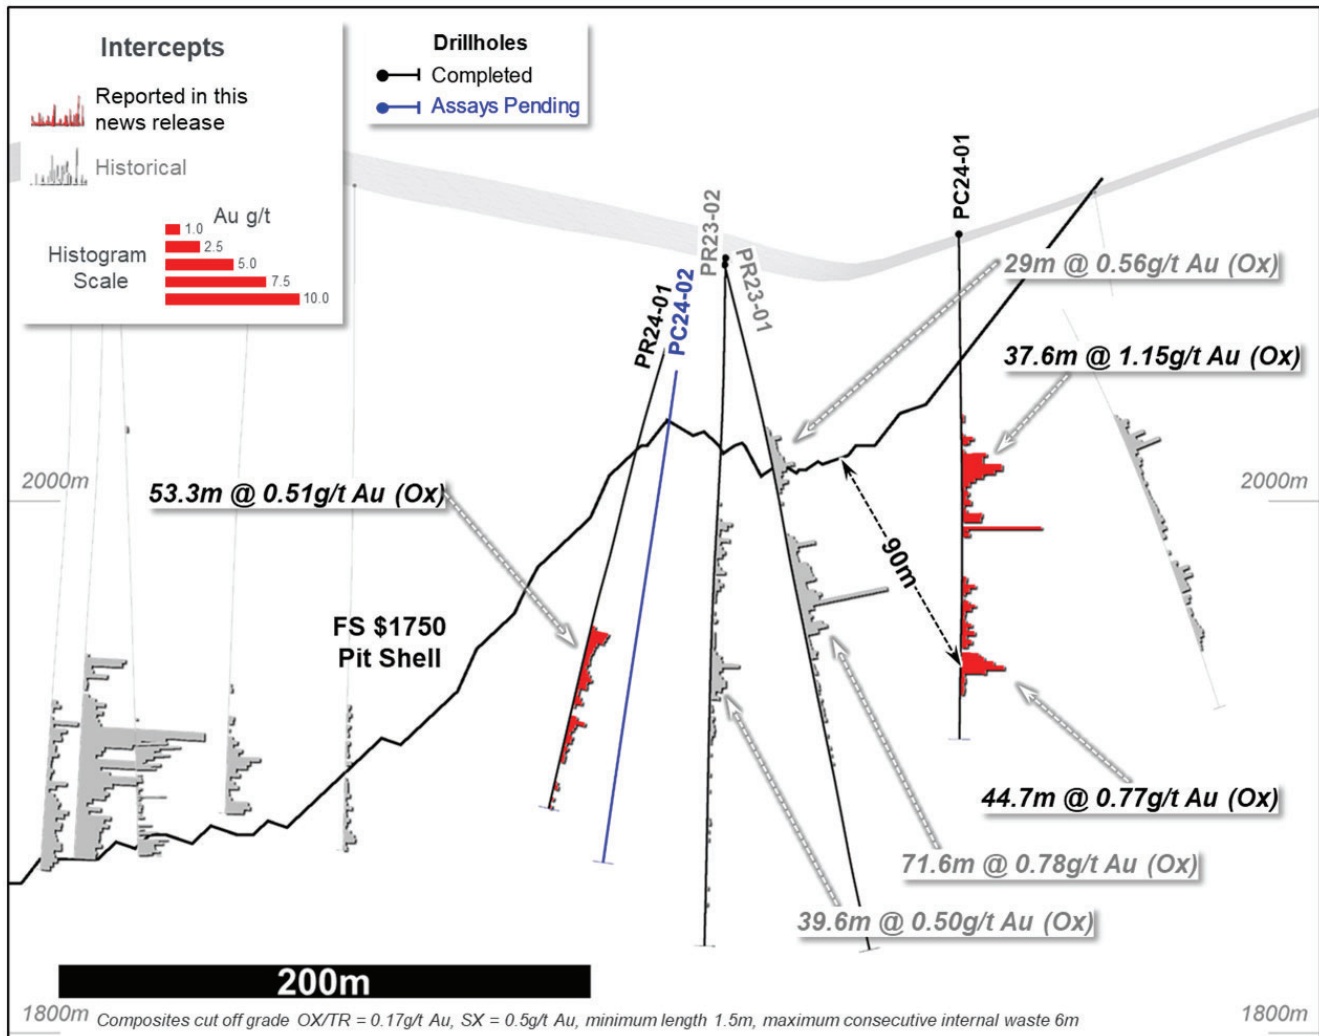 Intercepts
Reported in this
news release
Historical
Au g/t
Histogram
Scale
1.0
2.5
5.0
7.5
10.0
Drillholes
Completed
Assays Pending
PR24-01
PC24-02
PR23-02
PR23-01
PC24-01
29m @ 0.56g/t Au (Ox)
37.6m @ 1.15g/t Au (Ox)
2000m
2000m
53.3m @ 0.51g/t Au (Ox)
90m
FS $1750
Pit Shell
44.7m @ 0.77g/t Au (Ox)
71.6m @ 0.78g/t Au (Ox)
39.6m @ 0.50g/t Au (Ox)
200m
1800m
1800m
Composites cut off grade OX/TR = 0.17g/t Au, SX = 0.5g/t Au, minimum length 1.5m, maximum consecutive internal waste 6m